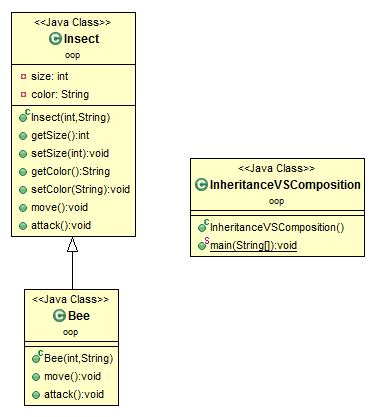 <<Java Class>>
Insect
oop
size: int
color: String
Insect(int,String)
getSize():int
setSize(int):void
getColor():String
setColor(String):void
move():void
attack():void
<<Java Class>>
InheritanceVSComposition
oop
InheritanceVSComposition()
main(String[]):void
<<Java Class>>
Bee
oop
Bee(int,String)
move():void
attack():void